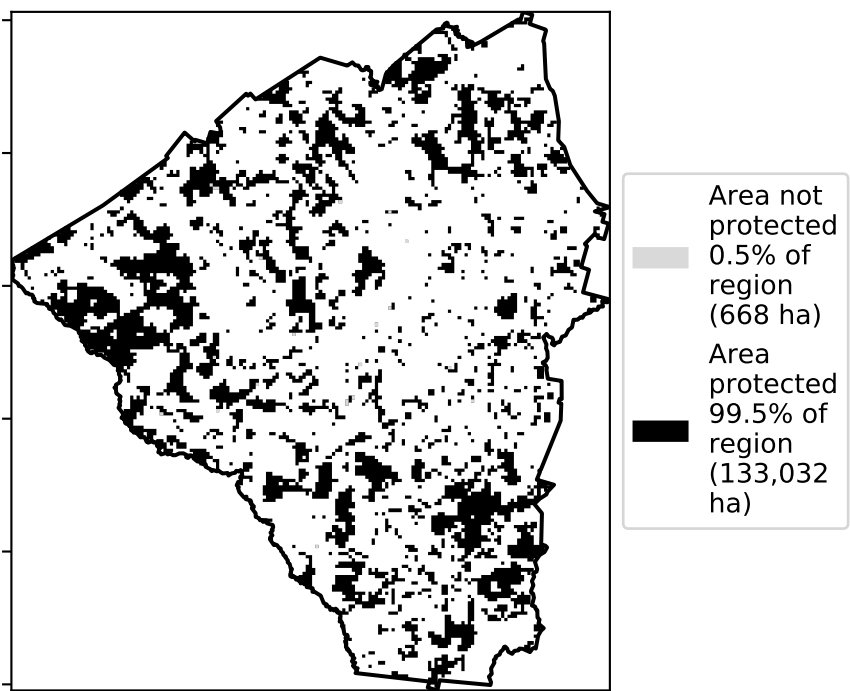 Area not
protected
0.5% of
region
(668 ha)
Area
protected
99.5% of
region
(133,032
ha)